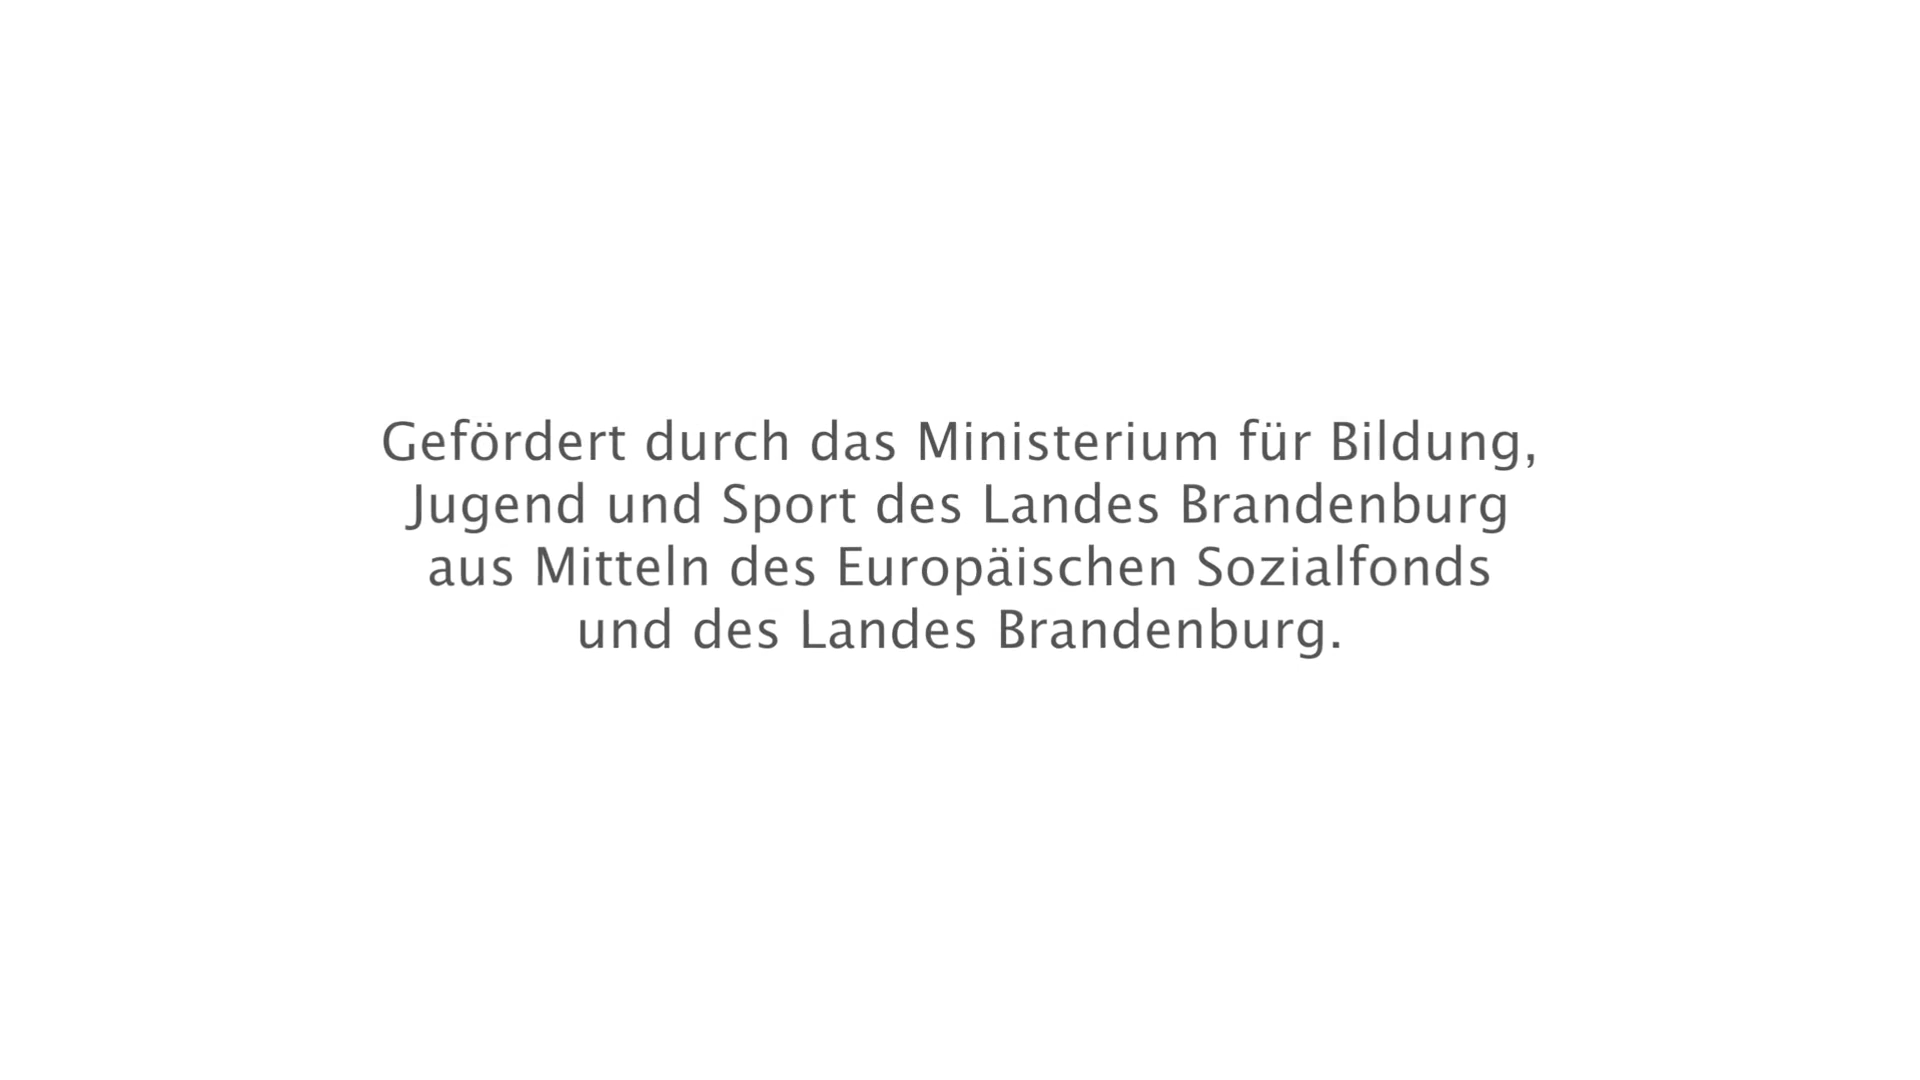 Gefördert durch das Ministerium für Bildung,
Jugend und Sport des Landes Brandenburg
aus Mitteln des Europäischen Sozialfonds
und des Landes Brandenburg.